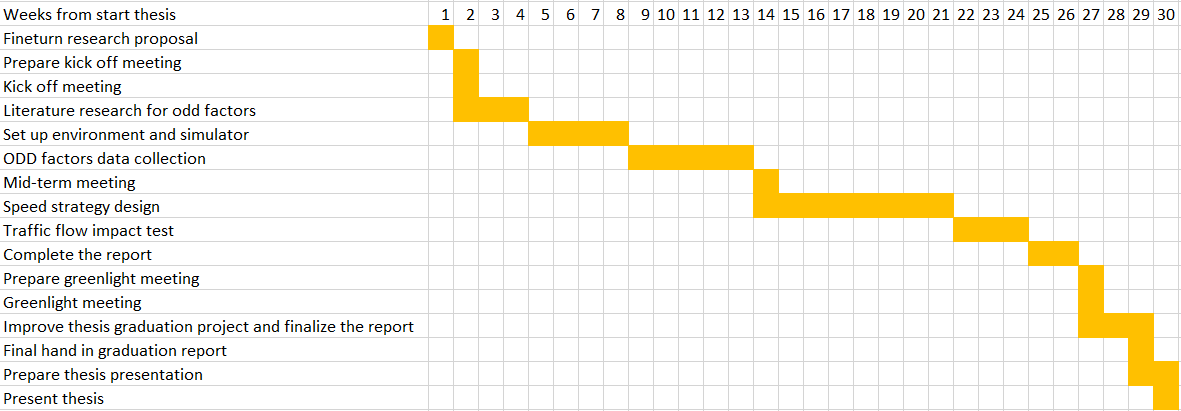 Weeks from start thesis 1 2 3 4 5 6 7 8 9 10 11 12 13 14 15 16 17 18 19 20 21 22 23 24 25 26 27 28 29 30
Fineturn research proposal
Prepare kick off meeting
Kick off meeting
Literature research for odd factors
Set up environment and simulator
ODD factors data collection
Mid-term meeting
Speed strategy design
Traffic flow impact test
Complete the report
Prepare greenlight meeting
Greenlight meeting
Improve thesis graduation project and finalize the report
Final hand in graduation report
Prepare thesis presentation
Present thesis